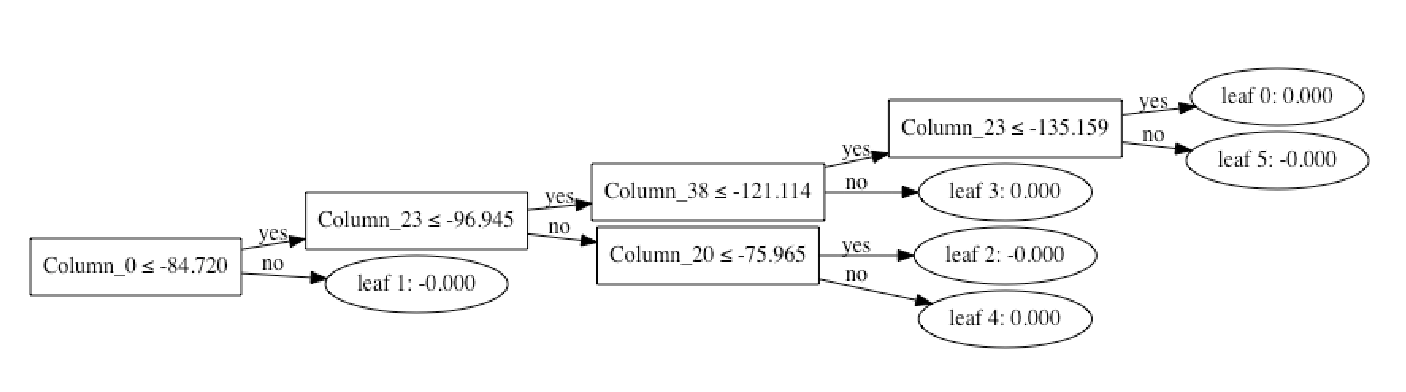 Column_0 ≤ -84.720
yes
no
Column_23 ≤ -96.945
leaf 1: -0.000
yes
no
Column_38 ≤ -121.114
Column_20 ≤ -75.965
yes
no
yes
no
Column_23 ≤ -135.159
leaf 3: 0.000
leaf 2: -0.000
leaf 4: 0.000
yes
no
leaf 0: 0.000
leaf 5: -0.000